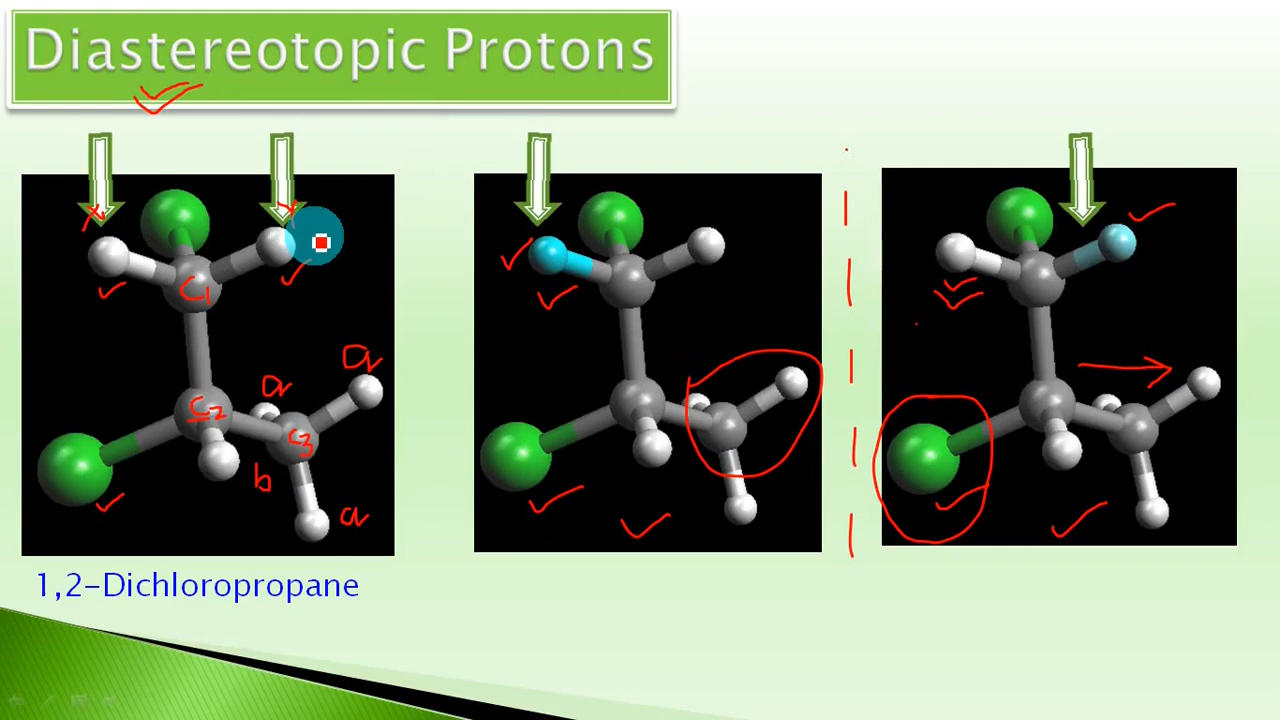 Diastereotopic Protons
x
x
C1
a
a
C2
C3
b
a
1,2-Dichloropropane